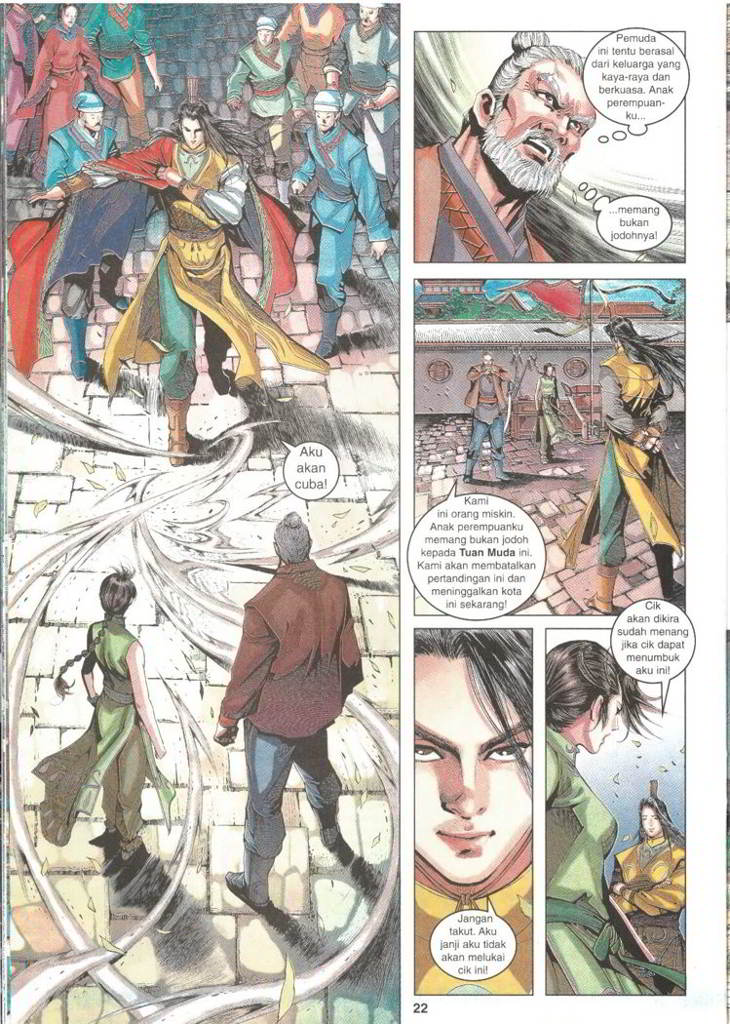 Aku
akan
cuba!
Pemuda
ini tentu berasal
dari keluarga yang
kaya-raya dan
berkuasa. Anak
perempuan-
ku...
...memang
bukan
jodohnya!
Kami
ini orang miskin.
Anak perempuanku
memang bukan jodoh
kepada Tuan Muda ini.
Kami akan membatalkan
pertandingan ini dan
meninggalkan kota
ini sekarang!
Cik
akan dikira
sudah menang
jika cik dapat
menumbuk
aku ini!
Jangan
takut. Aku
janji aku tidak
akan melukai
cik ini!
22